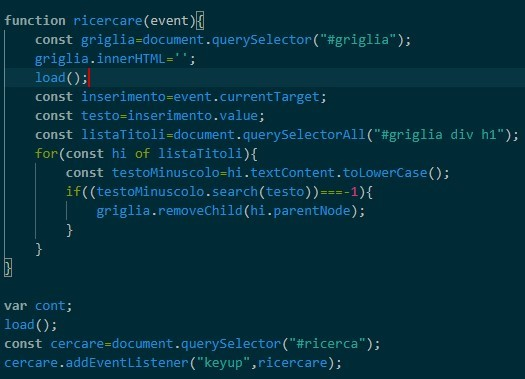 function ricercare(event){
    const griglia=document.querySelector("#griglia");
    griglia.innerHTML='';
    load();
    const inserimento=event.currentTarget;
    const testo=inserimento.value;
    const listaTitoli=document.querySelectorAll("#griglia div h1");
    for(const hi of listaTitoli){
        const testoMinuscolo=hi.textContent.toLowerCase();
        if((testoMinuscolo.search(testo))===-1){
            griglia.removeChild(hi.parentNode);
        }
    }
}

var cont;
load();
const cercare=document.querySelector("#ricerca");
cercare.addEventListener("keyup",ricercare);